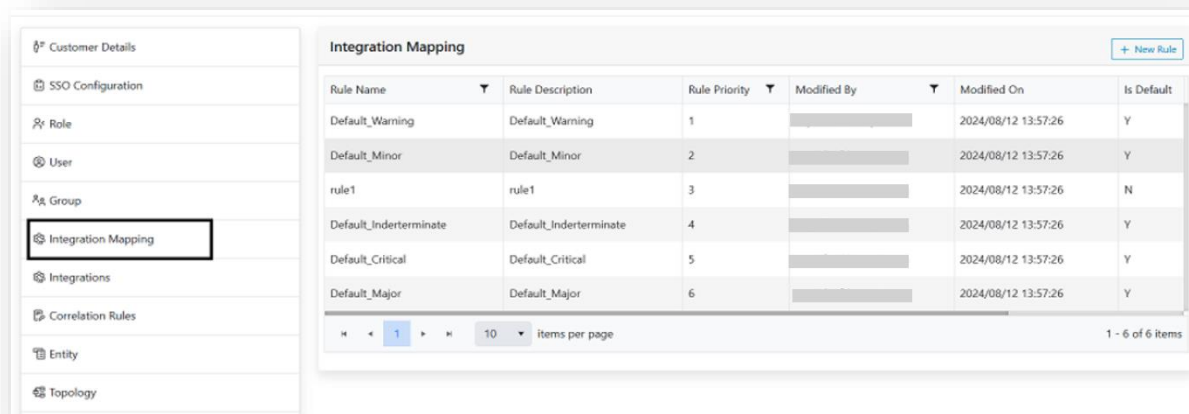 Customer Details
SSO Configuration
Role
User
Group
Integration Mapping
Integrations
Correlation Rules
Entity
Topology
Integration Mapping
+ New Rule
Rule Name Rule Description Rule Priority Modified By Modified On Is Default
Default_Warning Default_Warning 1 2024/08/12 13:57:26 Y
Default_Minor Default_Minor 2 2024/08/12 13:57:26 Y
rule1 rule1 3 2024/08/12 13:57:26 N
Default_Inderterminate Default_Inderterminate 4 2024/08/12 13:57:26 Y
Default_Critical Default_Critical 5 2024/08/12 13:57:26 Y
Default_Major Default_Major 6 2024/08/12 13:57:26 Y
1 10 items per page 1 - 6 of 6 items